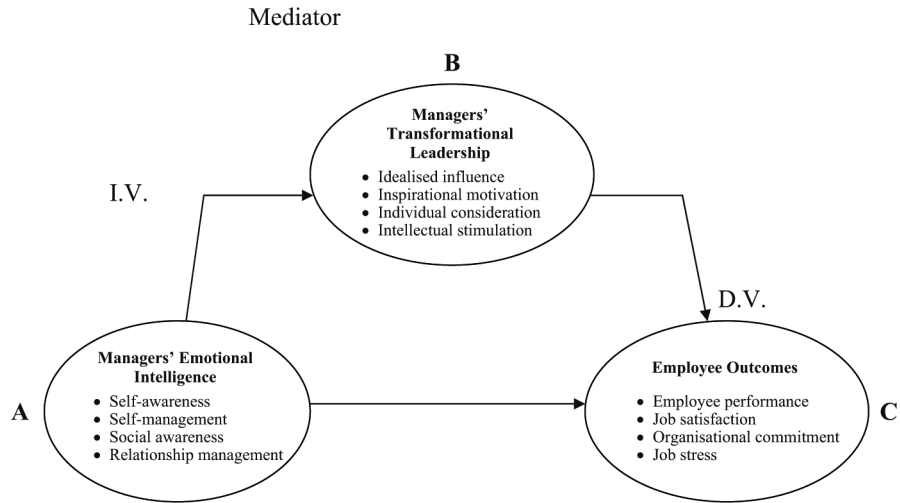 Mediator
B
Managers’
Transformational
Leadership
• Idealised influence
• Inspirational motivation
• Individual consideration
• Intellectual stimulation
I.V.
D.V.
A
Managers’ Emotional
Intelligence
• Self-awareness
• Self-management
• Social awareness
• Relationship management
Employee Outcomes
• Employee performance
• Job satisfaction
• Organisational commitment
• Job stress
C